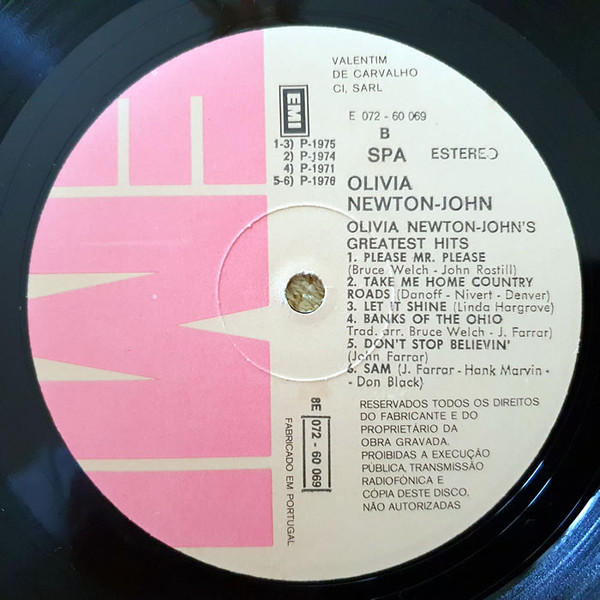 VALENTIM
DE CARVALHO
CI, SARL
EMI
E 072 - 60 069
B
1-3) P-1975
2) P-1974
4) P-1971
5-6) P-1976
SPA ESTEREO
OLIVIA
NEWTON-JOHN
OLIVIA NEWTON-JOHN'S
GREATEST HITS
1. PLEASE MR. PLEASE
(Bruce Welch - John Rostill)
2. TAKE ME HOME COUNTRY
ROADS (Danoff - Nivert - Denver)
3. LET IT SHINE (Linda Hargrove)
4. BANKS OF THE OHIO
Trad. arr. Bruce Welch - J. Farrar)
5. DON'T STOP BELIEVIN'
(John Farrar)
6. SAM (J. Farrar - Hank Marvin -
- Don Black)
RESERVADOS TODOS OS DIREITOS
DO FABRICANTE E DO
PROPRIETÁRIO DA
OBRA GRAVADA.
PROIBIDAS A EXECUÇÃO
PÚBLICA, TRANSMISSÃO
RADIOFÓNICA E
CÓPIA DESTE DISCO,
NÃO AUTORIZADAS
8E 072 - 60 069
FABRICADO EM PORTUGAL
EMI